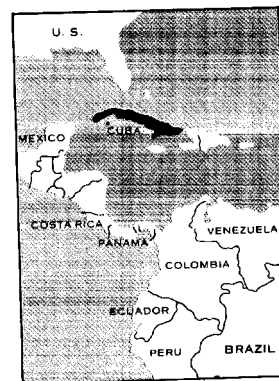 U. S.
CUBA
MEXICO
COSTA RICA
PANAMA
VENEZUELA
COLOMBIA
ECUADOR
PERU
BRAZIL